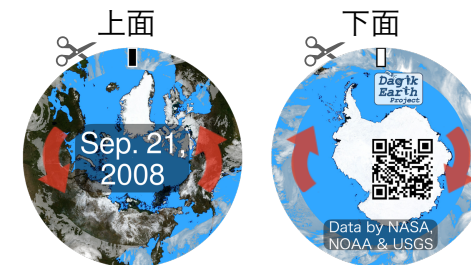 上面
下面
Sep. 21,
2008
Dagik
Earth
Project
Data by NASA,
NOAA & USGS